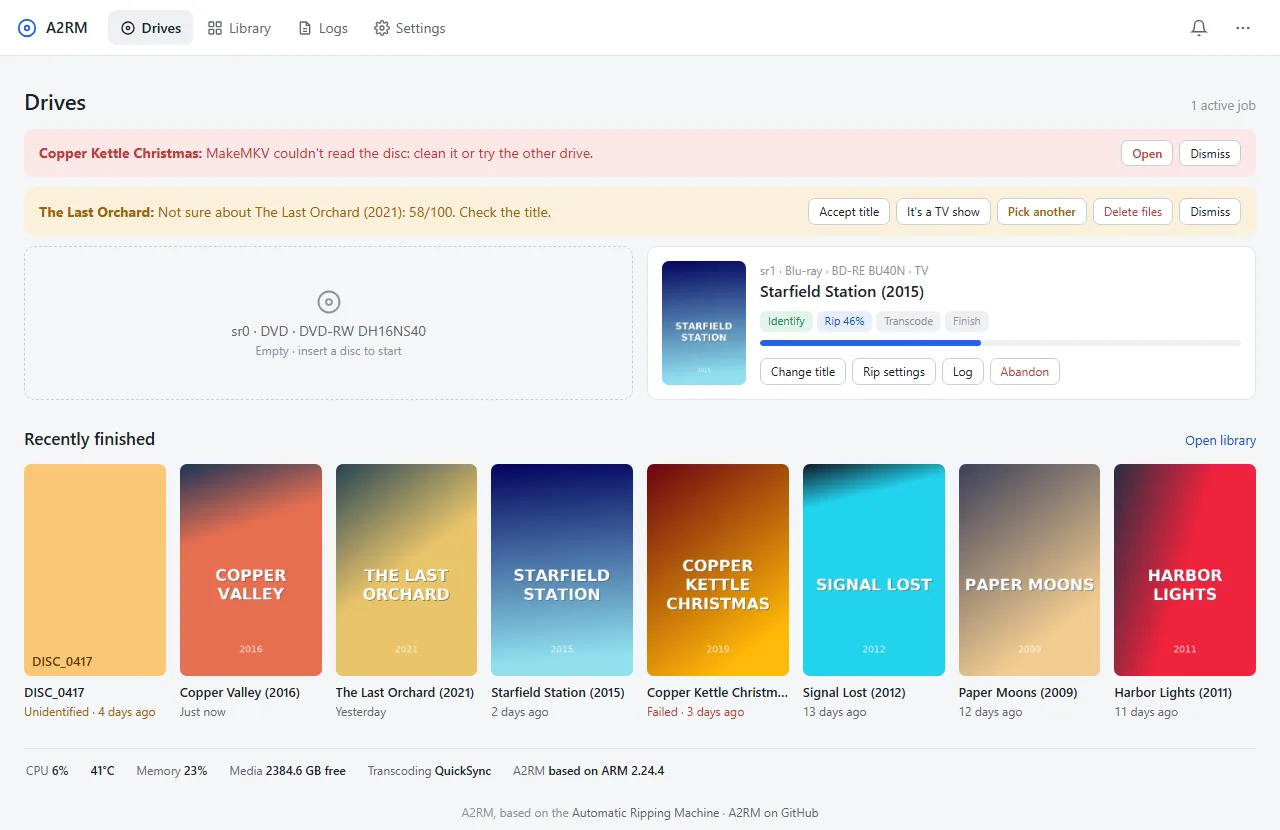 A2RM Drives Library Logs Settings
Drives
1 active job
Copper Kettle Christmas: MakeMKV couldn't read the disc: clean it or try the other drive. Open Dismiss
The Last Orchard: Not sure about The Last Orchard (2021): 58/100. Check the title. Accept title It's a TV show Pick another Delete files Dismiss
sr0 · DVD · DVD-RW DH16NS40
Empty · insert a disc to start
STARFIELD
STATION
2015
sr1 · Blu-ray · BD-RE BU40N · TV
Starfield Station (2015)
Identify Rip 46% Transcode Finish
Change title Rip settings Log Abandon
Recently finished
Open library
DISC_0417
DISC_0417
Unidentified · 4 days ago
COPPER
VALLEY
2016
Copper Valley (2016)
Just now
THE LAST
ORCHARD
2021
The Last Orchard (2021)
Yesterday
STARFIELD
STATION
2015
Starfield Station (2015)
2 days ago
COPPER
KETTLE
CHRISTMAS
2019
Copper Kettle Christm...
Failed · 3 days ago
SIGNAL LOST
2012
Signal Lost (2012)
13 days ago
PAPER MOONS
2009
Paper Moons (2009)
12 days ago
HARBOR
LIGHTS
2011
Harbor Lights (2011)
11 days ago
CPU 6% 41°C Memory 23% Media 2384.6 GB free Transcoding QuickSync A2RM based on ARM 2.24.4
A2RM, based on the Automatic Ripping Machine · A2RM on GitHub